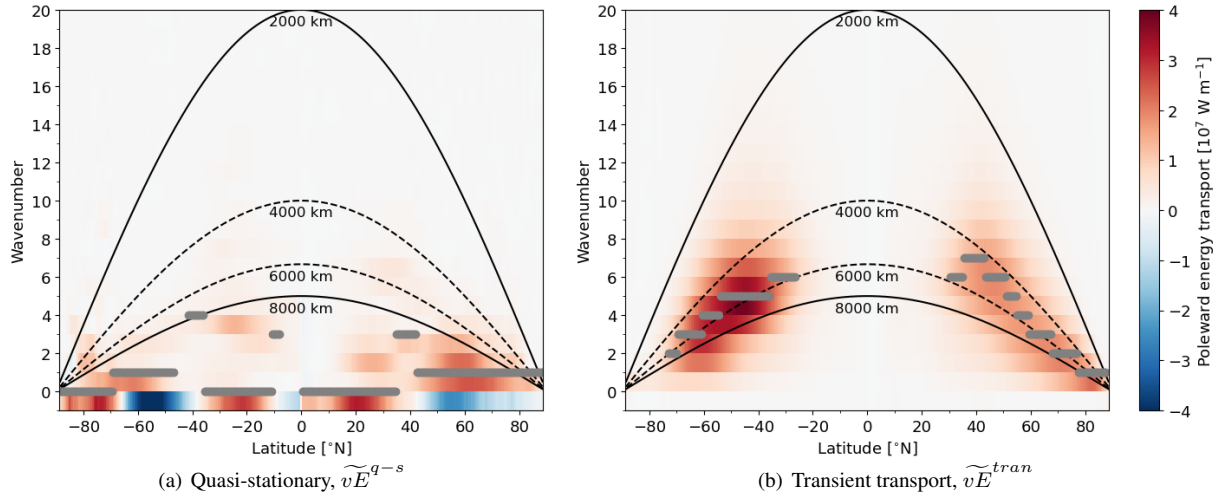 20
18
16
14
12
10
8
6
4
2
0
Wavenumber
2000 km
4000 km
6000 km
8000 km
−80 −60 −40 −20 0 20 40 60 80
Latitude [°N]
(a) Quasi-stationary, \widetilde{vE}^{q-s}
20
18
16
14
12
10
8
6
4
2
0
Wavenumber
2000 km
4000 km
6000 km
8000 km
−80 −60 −40 −20 0 20 40 60 80
Latitude [°N]
(b) Transient transport, \widetilde{vE}^{tran}
4
3
2
1
0
−1
−2
−3
−4
Poleward energy transport [10⁷ W m⁻¹]